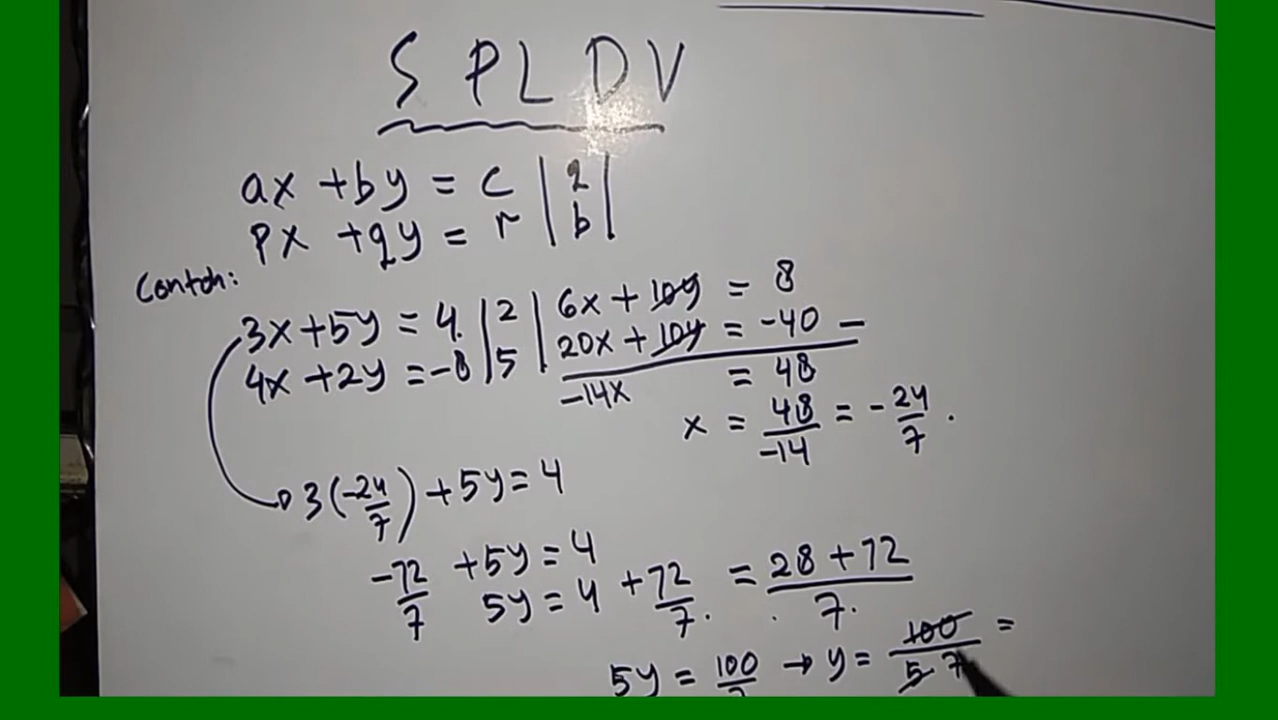 SPLDV
ax + by = c | 2 |
px + qy = r | b |
Contoh:
3x + 5y = 4. | 2 | 6x + 10y = 8
4x + 2y = -8 | 5 | 20x + 10y = -40 -
-14x = 48
x = 48/-14 = -24/7 .
3(-24/7) + 5y = 4
-72/7 + 5y = 4
5y = 4 + 72/7. = 28 + 72/7.
5y = 100/7 → y = 100/5.7 =